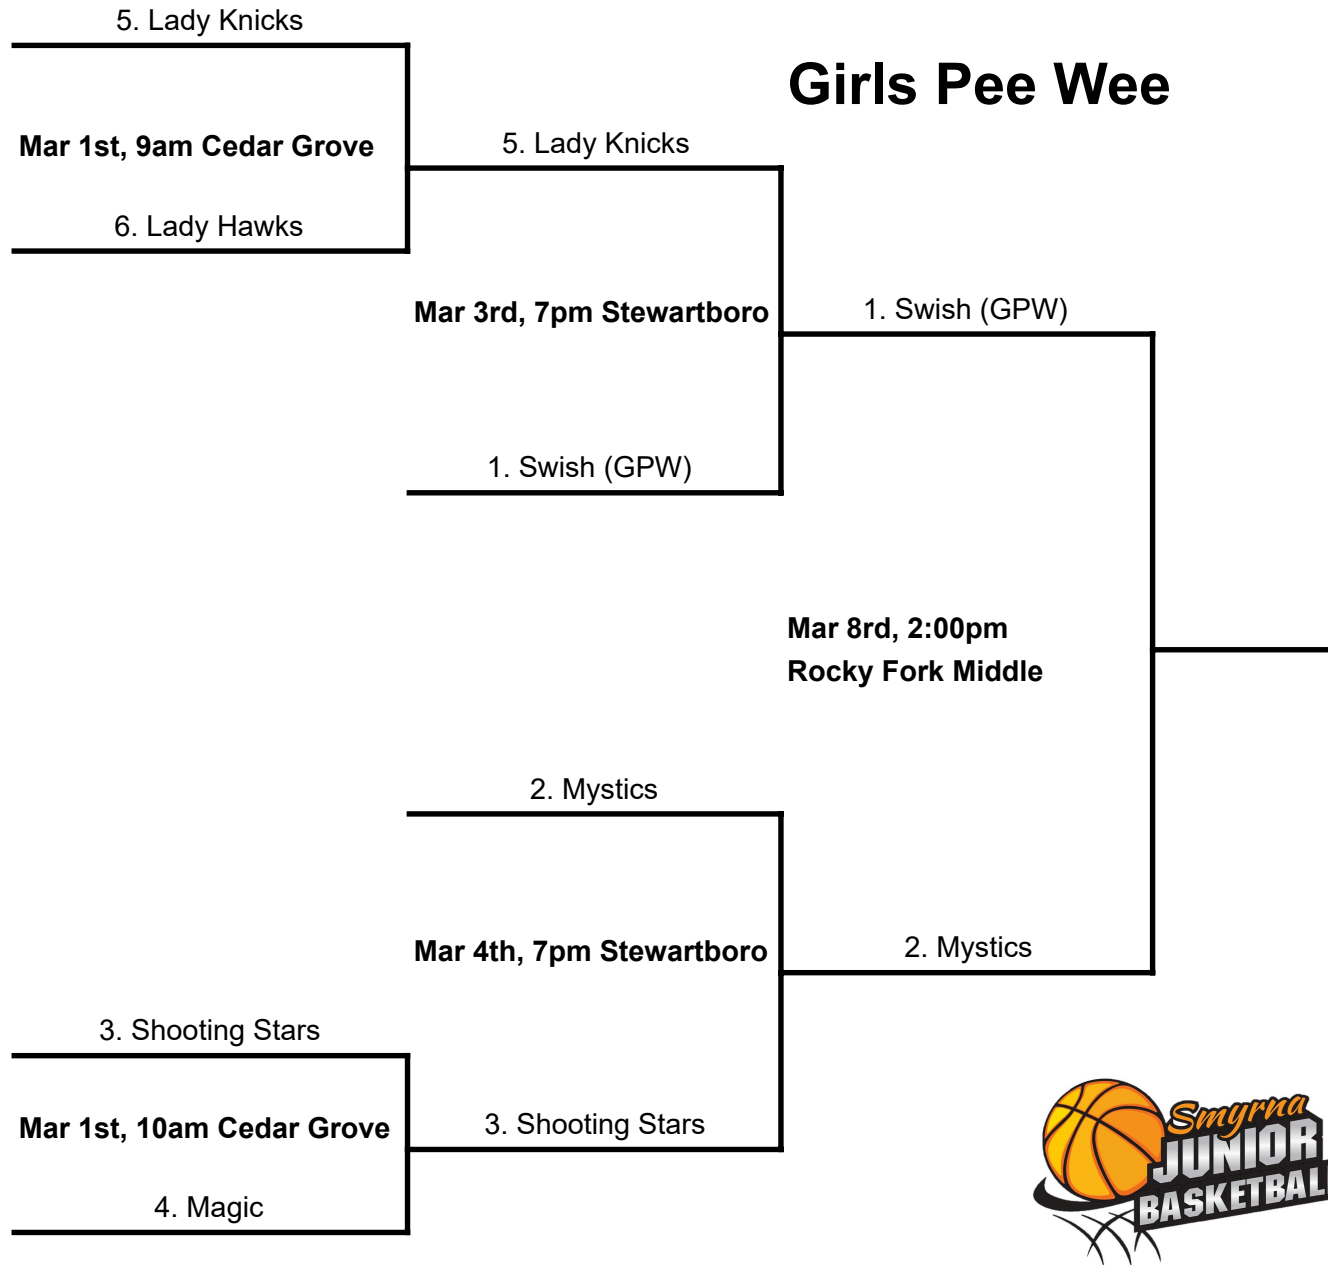 5. Lady Knicks
Girls Pee Wee
Mar 1st, 9am Cedar Grove
5. Lady Knicks
6. Lady Hawks
Mar 3rd, 7pm Stewartboro
1. Swish (GPW)
1. Swish (GPW)
Mar 8rd, 2:00pm
Rocky Fork Middle
2. Mystics
Mar 4th, 7pm Stewartboro
2. Mystics
3. Shooting Stars
Mar 1st, 10am Cedar Grove
3. Shooting Stars
4. Magic
Smyrna
JUNIOR
BASKETBAL